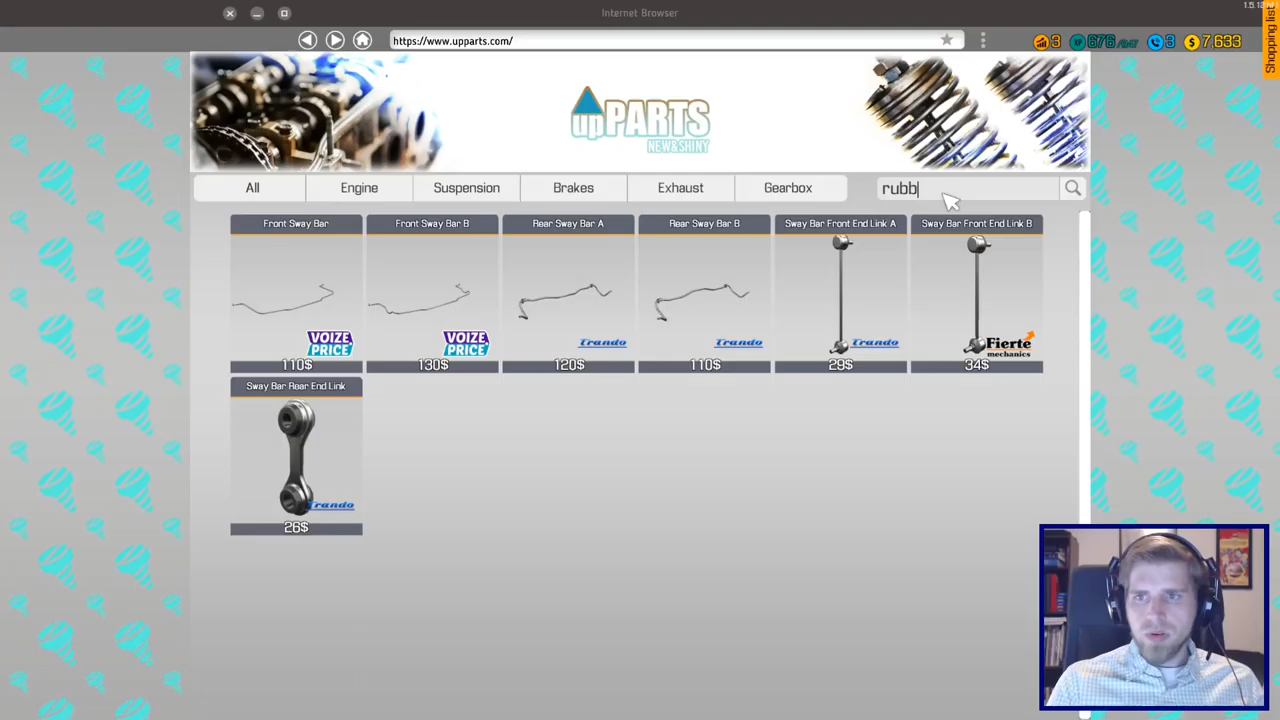 Internet Browser
1.5.12
https://www.upparts.com/
3
676
3
$ 7,633
Shopping list
upPARTS
NEW&SHINY
All
Engine
Suspension
Brakes
Exhaust
Gearbox
rubb
Front Sway Bar
Front Sway Bar B
Rear Sway Bar A
Rear Sway Bar B
Sway Bar Front End Link A
Sway Bar Front End Link B
VOIZE PRICE
VOIZE PRICE
Trando
Trando
Trando
Fierte mechanics
110$
130$
120$
110$
29$
34$
Sway Bar Rear End Link
Trando
26$